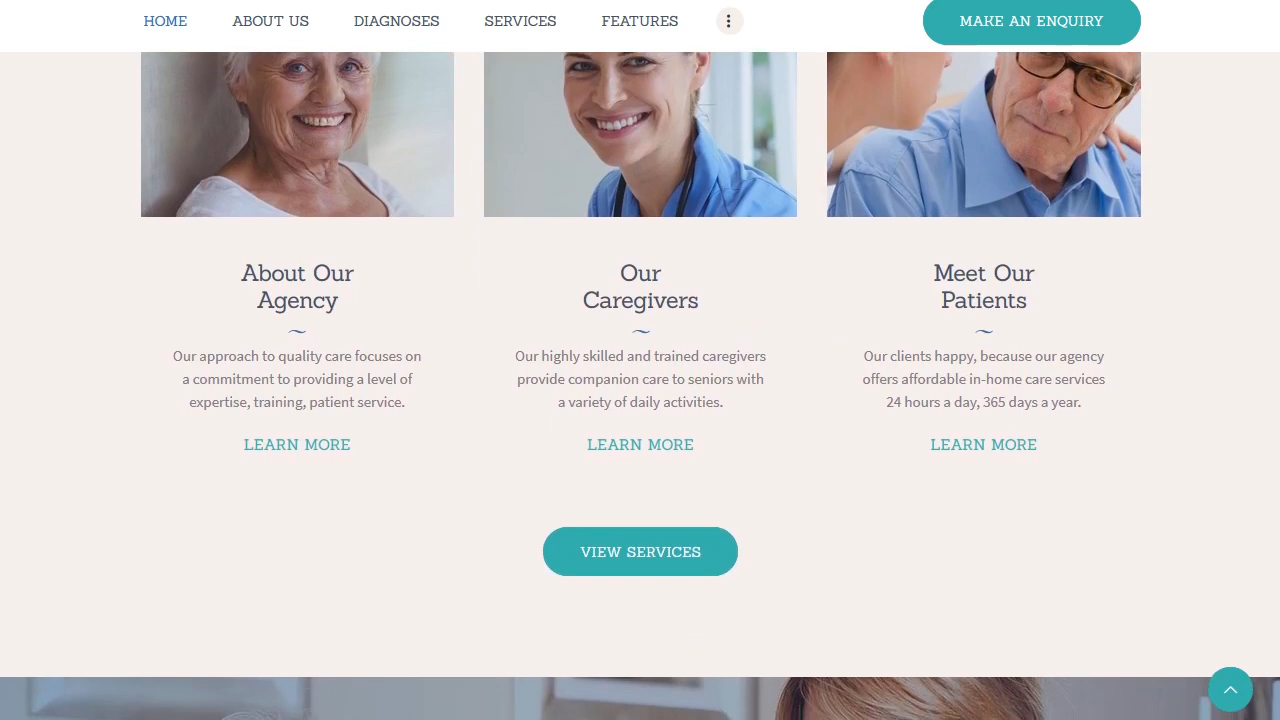 HOME ABOUT US DIAGNOSES SERVICES FEATURES MAKE AN ENQUIRY
About Our
Agency
Our approach to quality care focuses on
a commitment to providing a level of
expertise, training, patient service.
LEARN MORE
Our
Caregivers
Our highly skilled and trained caregivers
provide companion care to seniors with
a variety of daily activities.
LEARN MORE
Meet Our
Patients
Our clients happy, because our agency
offers affordable in-home care services
24 hours a day, 365 days a year.
LEARN MORE
VIEW SERVICES